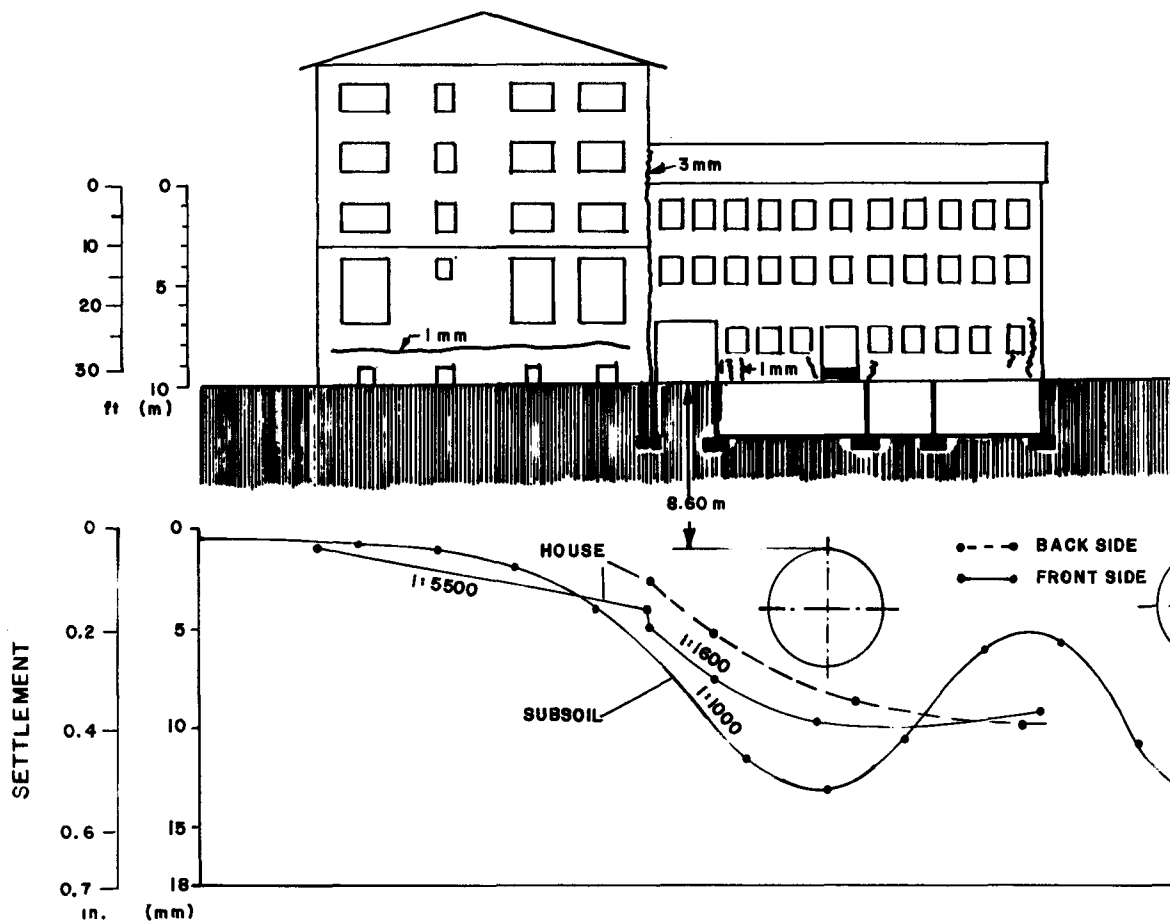 3mm
0 0
10
5
20
1mm
30
10
1mm
ft (m)
8.60 m
0 0
HOUSE
BACK SIDE
FRONT SIDE
1:5500
0.2
5
1:1600
1:1000
SUBSOIL
0.4 10
SETTLEMENT
0.6 15
0.7 18
in. (mm)